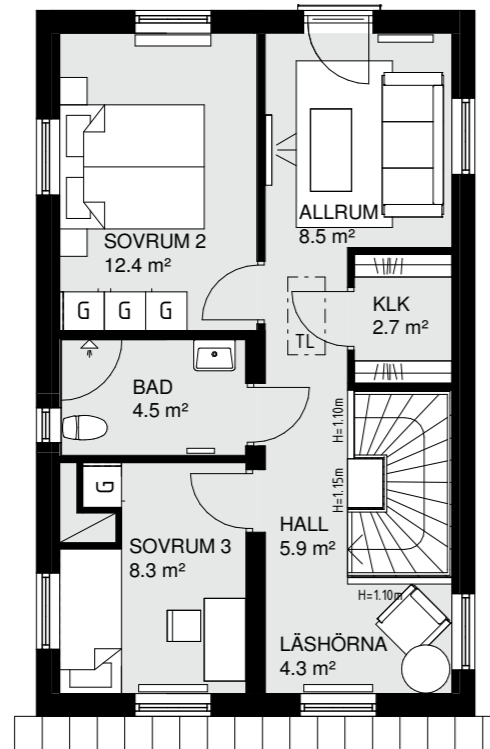 ALLRUM
8.5 m²
SOVRUM 2
12.4 m²
G G G
KLK
2.7 m²
TL
BAD
4.5 m²
H=1.10m
H=1.15m
G
SOVRUM 3
8.3 m²
HALL
5.9 m²
H=1.10m
LÄSHÖRNA
4.3 m²